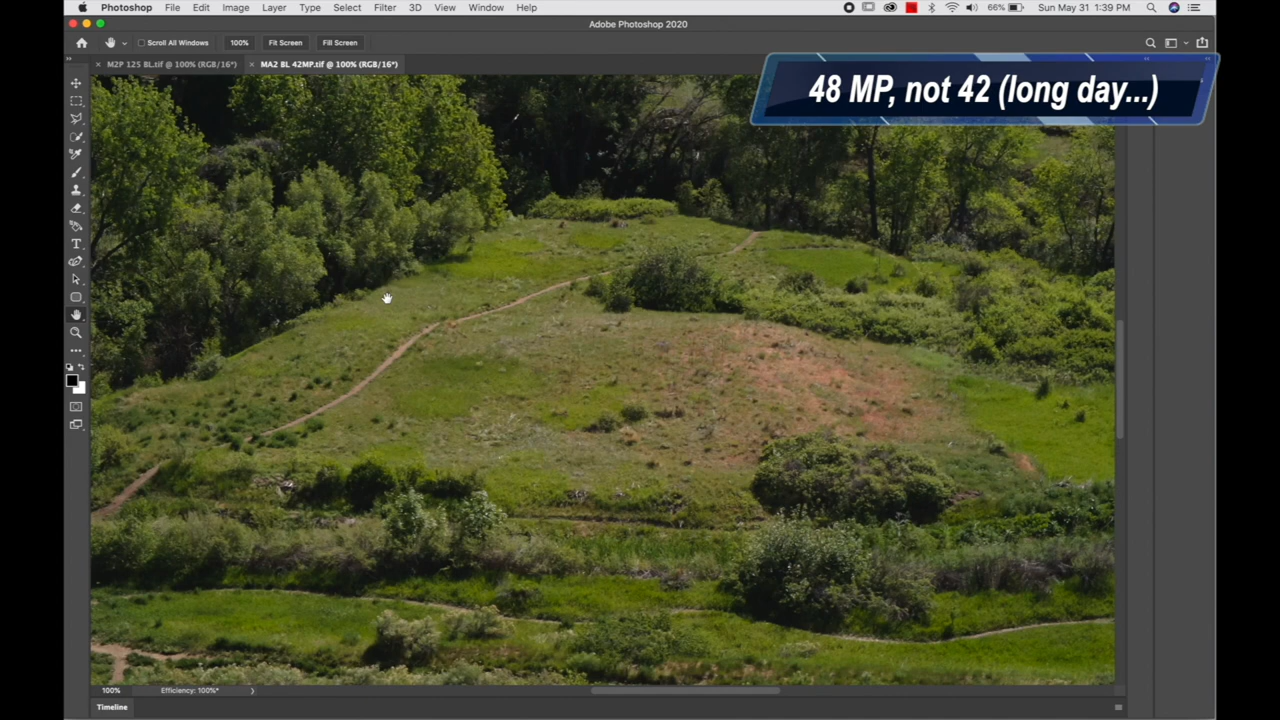 Photoshop File Edit Image Layer Type Select Filter 3D View Window Help 66% Sun May 31 1:39 PM
Adobe Photoshop 2020
Scroll All Windows 100% Fit Screen Fill Screen
M2P 125 BL.tif @ 100% (RGB/16*) MA2 BL 42MP.tif @ 100% (RGB/16*)
48 MP, not 42 (long day...)
100% Efficiency: 100%*
Timeline